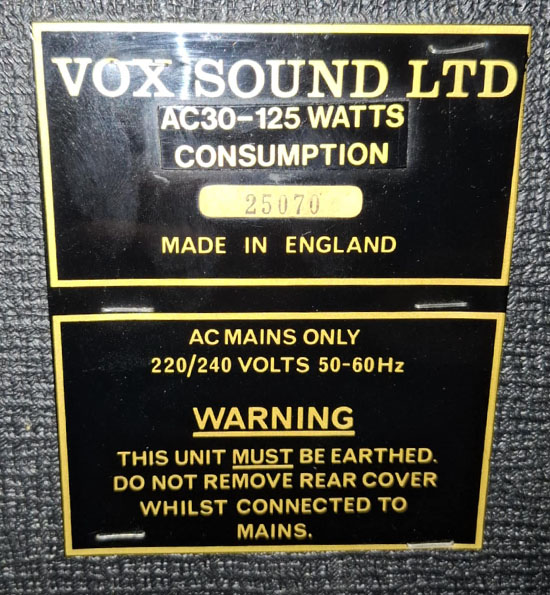 VOX SOUND LTD
AC30-125 WATTS
CONSUMPTION
25070
MADE IN ENGLAND
AC MAINS ONLY
220/240 VOLTS 50-60Hz
WARNING
THIS UNIT MUST BE EARTHED.
DO NOT REMOVE REAR COVER
WHILST CONNECTED TO
MAINS.